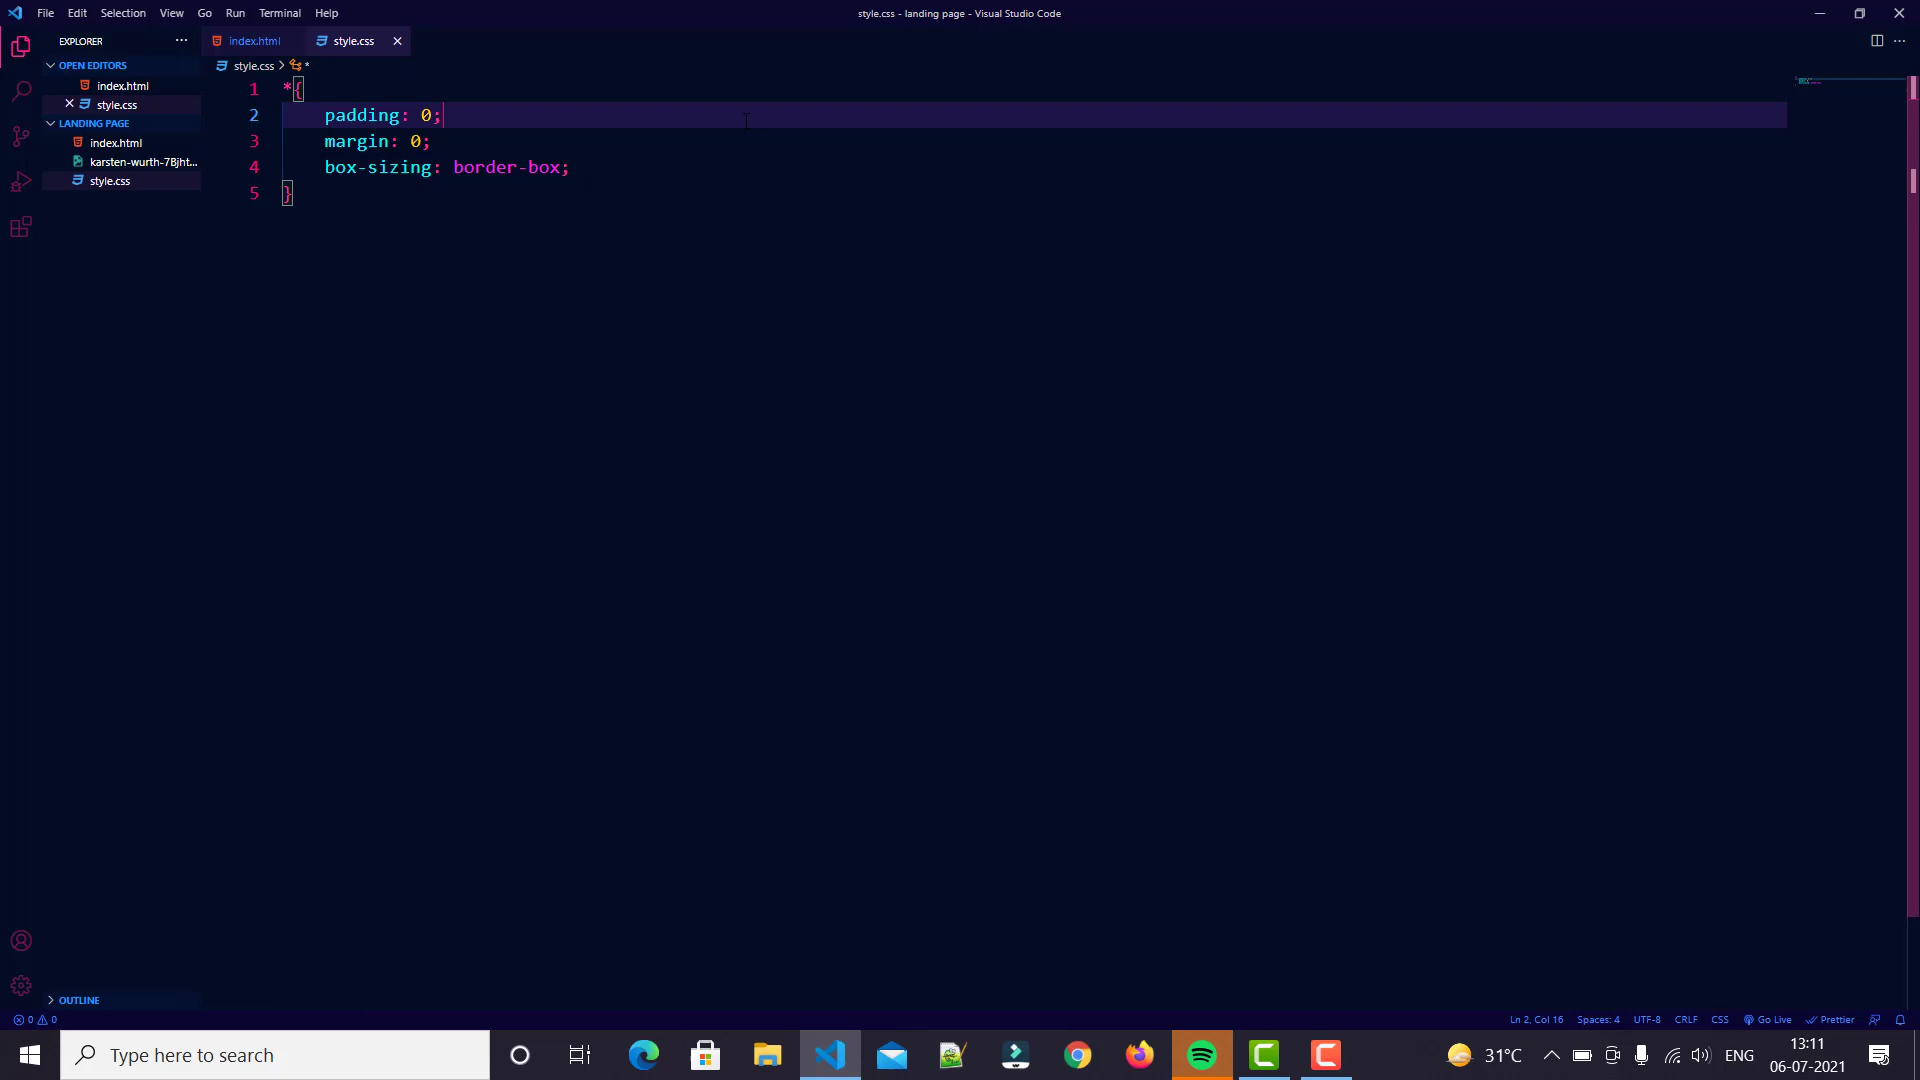 File Edit Selection View Go Run Terminal Help
style.css - landing page - Visual Studio Code
EXPLORER
index.html
style.css
OPEN EDITORS
index.html
style.css
LANDING PAGE
index.html
karsten-wurth-7Bjht...
style.css
style.css > *
1 *{
2 padding: 0;
3 margin: 0;
4 box-sizing: border-box;
5 }
OUTLINE
0 0
Ln 2, Col 16 Spaces: 4 UTF-8 CRLF CSS Go Live Prettier
Type here to search
31°C
ENG
13:11
06-07-2021